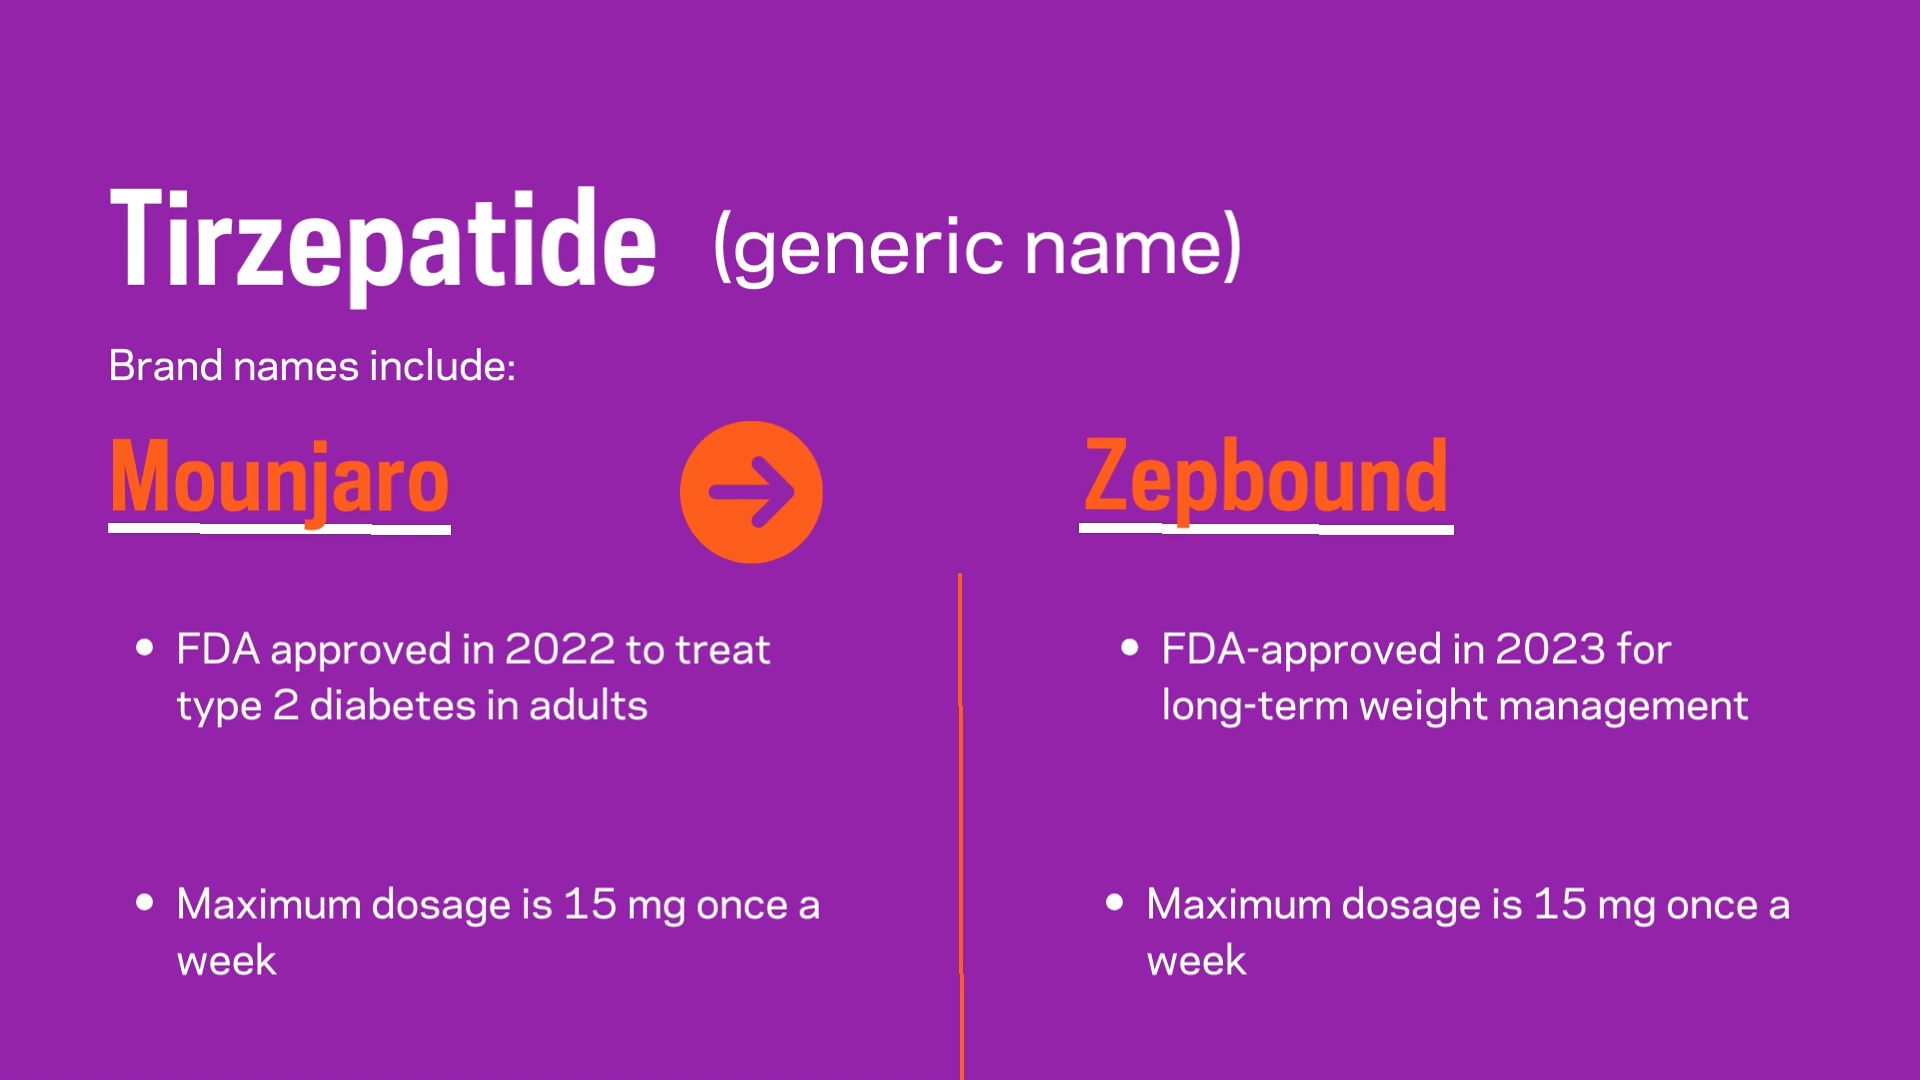 Tirzepatide (generic name)
Brand names include:
Mounjaro
Zepbound
FDA approved in 2022 to treat
type 2 diabetes in adults
Maximum dosage is 15 mg once a
week
FDA-approved in 2023 for
long-term weight management
Maximum dosage is 15 mg once a
week